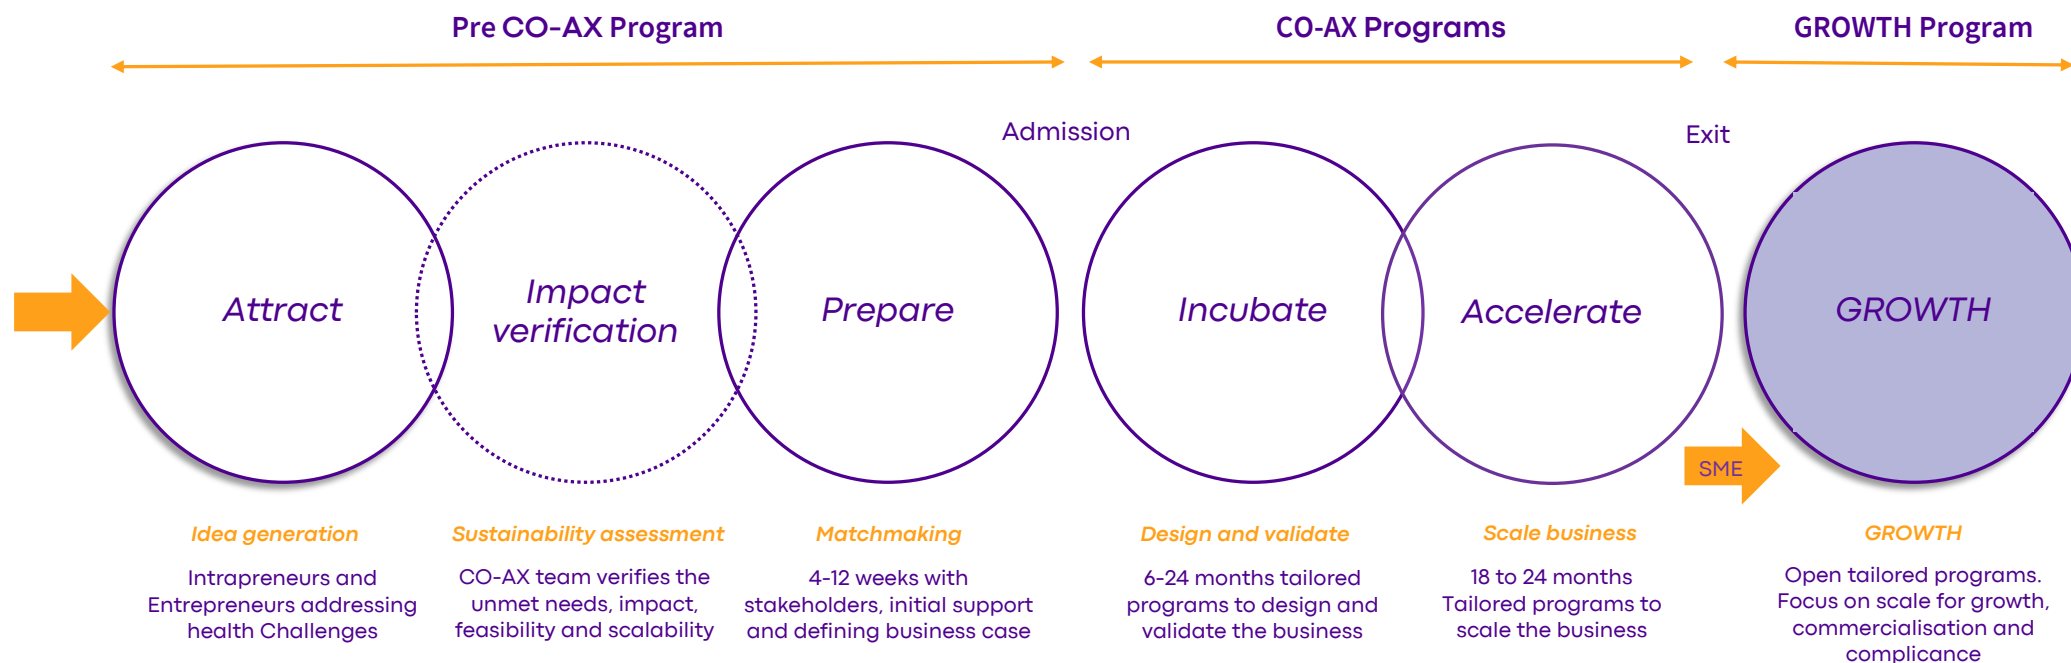 Pre CO-AX Program
CO-AX Programs
GROWTH Program
Admission
Exit
Attract
Impact
verification
Prepare
Incubate
Accelerate
GROWTH
SME
Idea generation
Intrapreneurs and
Entrepreneurs addressing
health Challenges
Sustainability assessment
CO-AX team verifies the
unmet needs, impact,
feasibility and scalability
Matchmaking
4-12 weeks with
stakeholders, initial support
and defining business case
Design and validate
6-24 months tailored
programs to design and
validate the business
Scale business
18 to 24 months
Tailored programs to
scale the business
GROWTH
Open tailored programs.
Focus on scale for growth,
commercialisation and
complicance